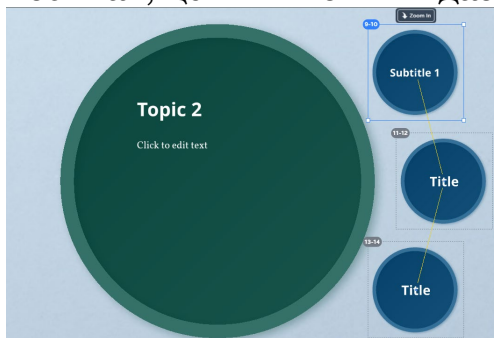 Zoom In
9-10
Subtitle 1
Topic 2
Click to edit text
11-12
Title
13-14
Title